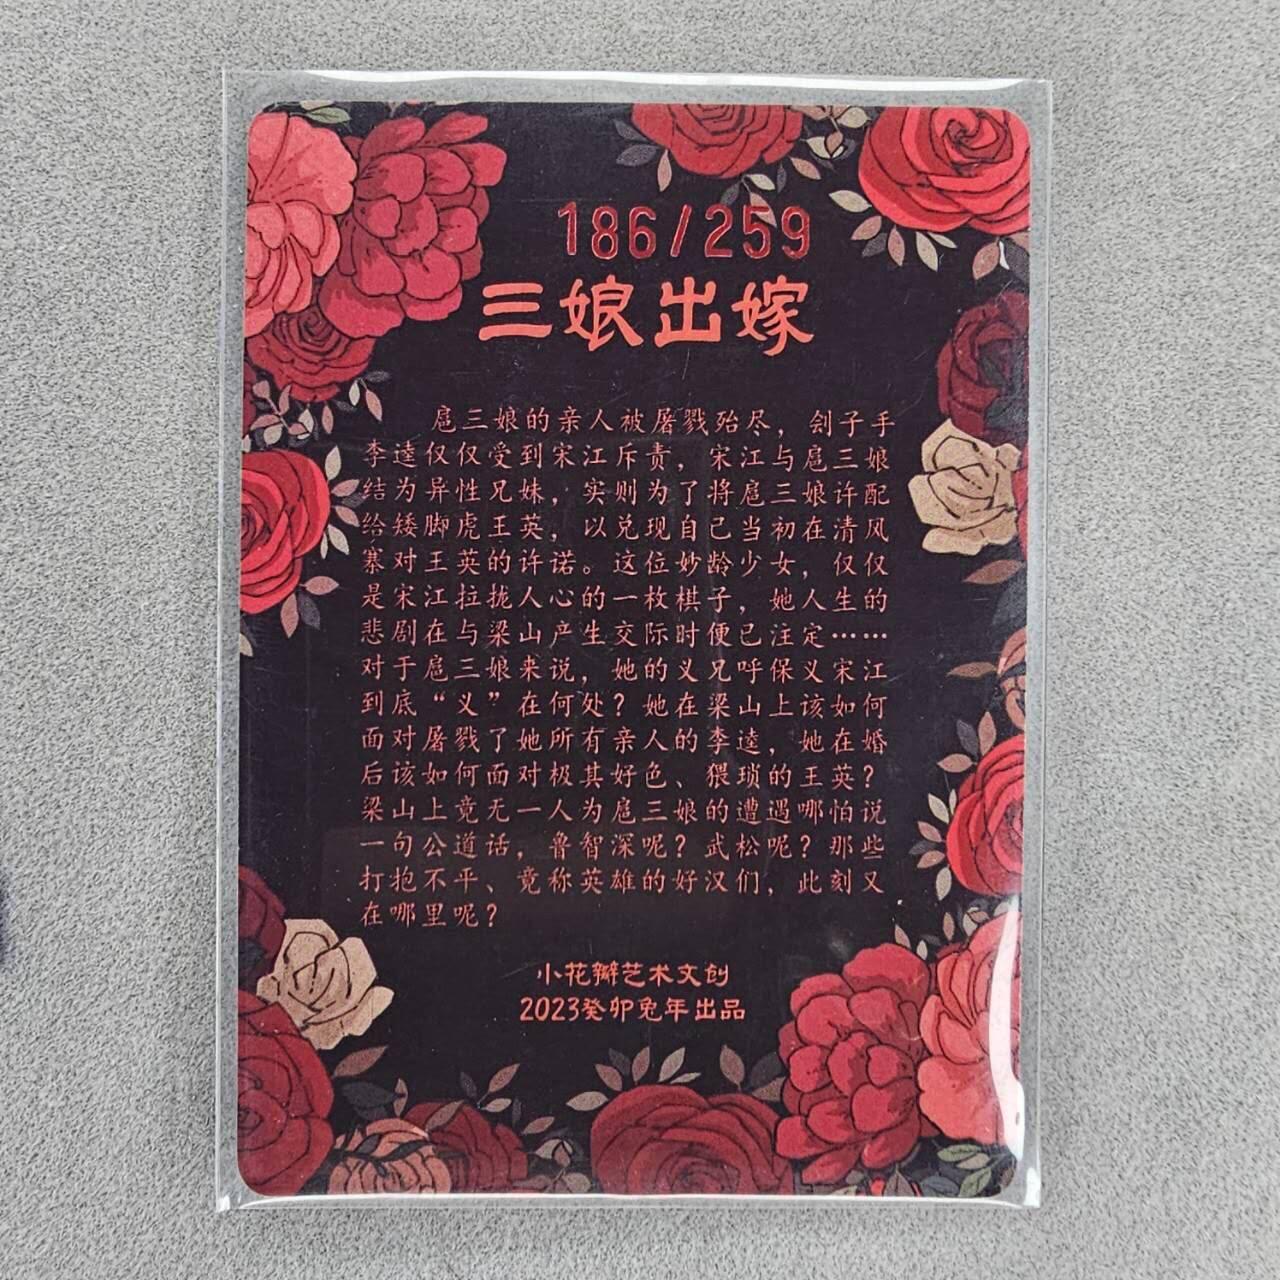 186/259
三娘出嫁
扈三娘的亲人被屠戮殆尽，刽子手
李逵仅仅受到宋江斥责，宋江与扈三娘
结为异性兄妹，实则为了将扈三娘许配
给矮脚虎王英，以兑现自己当初在清风
寨对王英的许诺。这位妙龄少女，仅仅
是宋江拉拢人心的一枚棋子，她人生的
悲剧在与梁山产生交际时便已注定……
对于扈三娘来说，她的义兄呼保义宋江
到底“义”在何处？她在梁山上该如何
面对屠戮了她所有亲人的李逵，她在婚
后该如何面对极其好色、猥琐的王英？
梁山上竟无一人为扈三娘的遭遇哪怕说
一句公道话，鲁智深呢？武松呢？那些
打抱不平、竞称英雄的好汉们，此刻又
在哪里呢？
小花瓣艺术文创
2023癸卯兔年出品